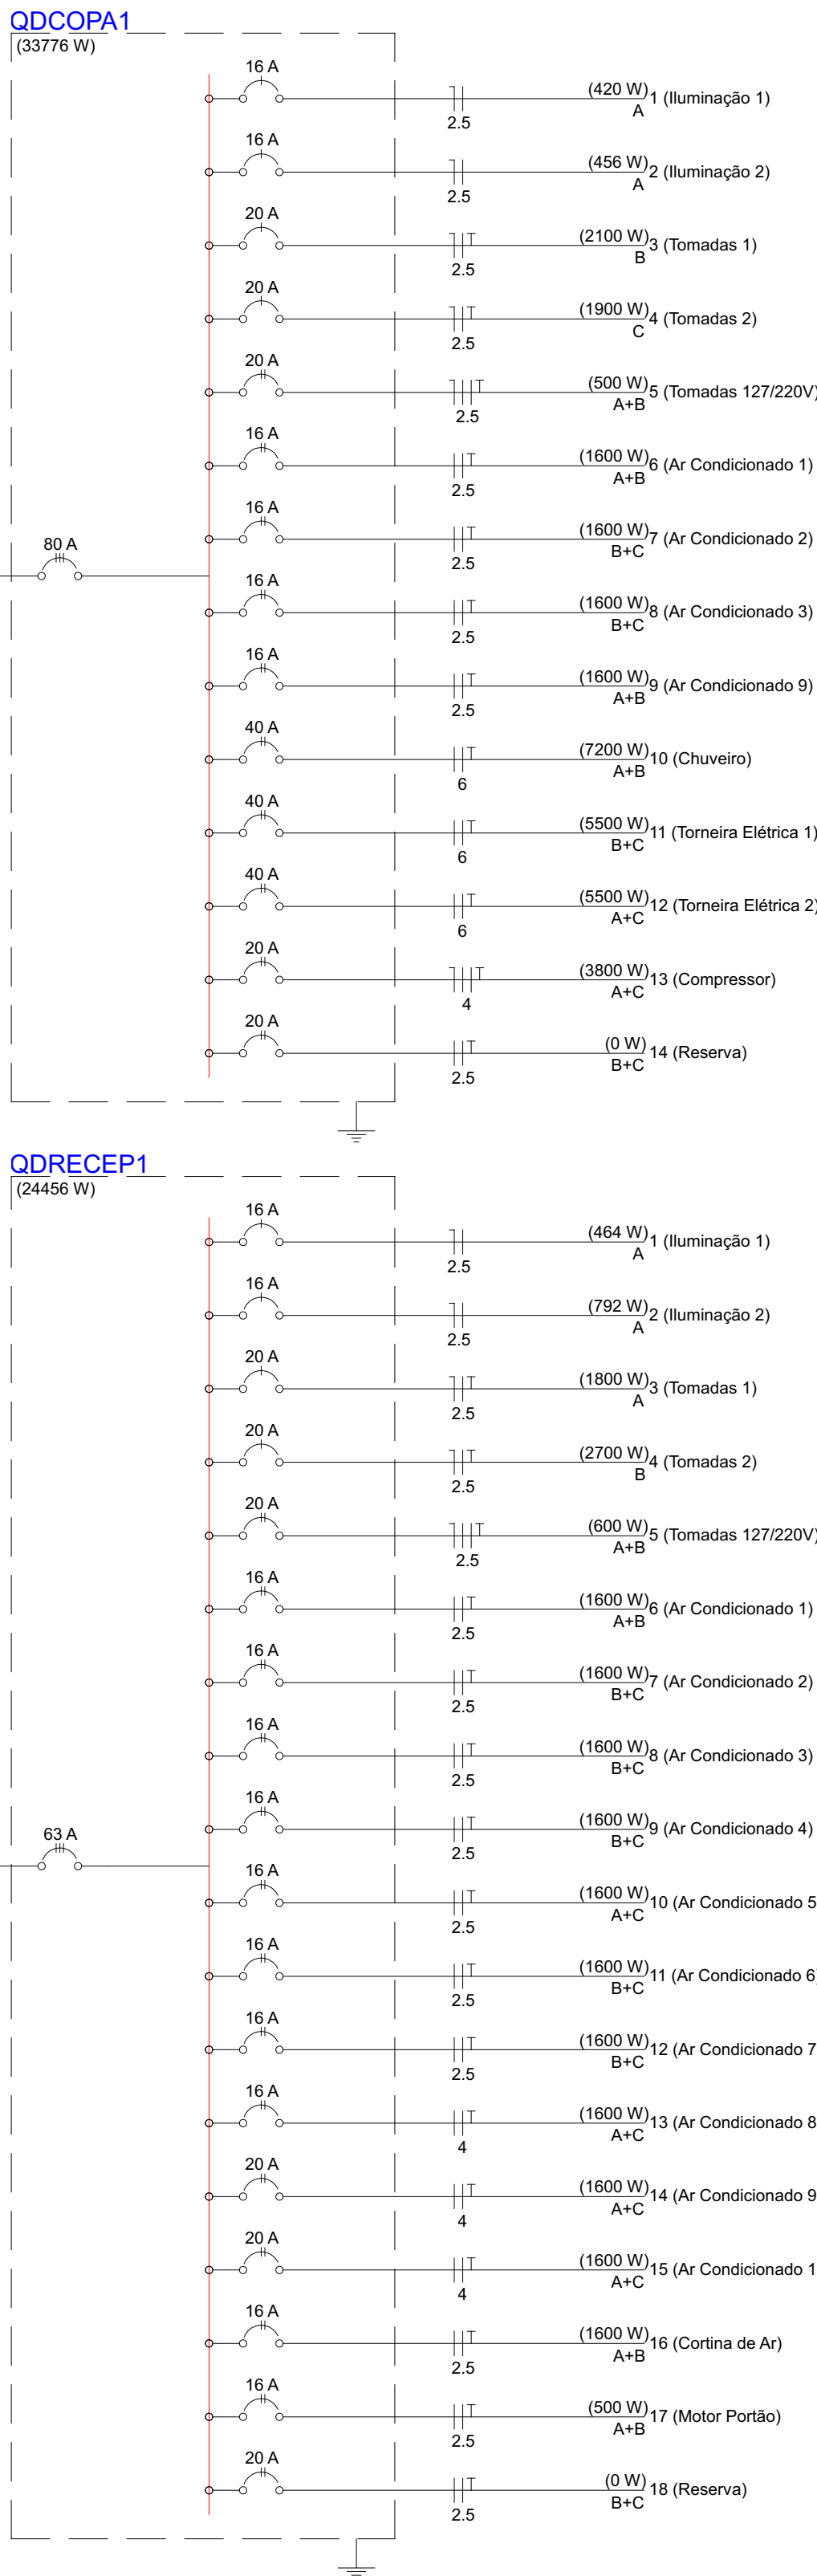 QDCOPA1
(33776 W)
80 A
16 A
2.5
(420 W)
A
1 (Iluminação 1)
16 A
2.5
(456 W)
A
2 (Iluminação 2)
20 A
2.5
(2100 W)
B
3 (Tomadas 1)
20 A
2.5
(1900 W)
C
4 (Tomadas 2)
20 A
2.5
(500 W)
A+B
5 (Tomadas 127/220V)
16 A
2.5
(1600 W)
A+B
6 (Ar Condicionado 1)
16 A
2.5
(1600 W)
B+C
7 (Ar Condicionado 2)
16 A
2.5
(1600 W)
B+C
8 (Ar Condicionado 3)
16 A
2.5
(1600 W)
A+B
9 (Ar Condicionado 9)
40 A
6
(7200 W)
A+B
10 (Chuveiro)
40 A
6
(5500 W)
B+C
11 (Torneira Elétrica 1)
40 A
6
(5500 W)
A+C
12 (Torneira Elétrica 2)
20 A
4
(3800 W)
A+C
13 (Compressor)
20 A
2.5
(0 W)
B+C
14 (Reserva)
QDRECEP1
(24456 W)
63 A
16 A
2.5
(464 W)
A
1 (Iluminação 1)
16 A
2.5
(792 W)
A
2 (Iluminação 2)
20 A
2.5
(1800 W)
A
3 (Tomadas 1)
20 A
2.5
(2700 W)
B
4 (Tomadas 2)
20 A
2.5
(600 W)
A+B
5 (Tomadas 127/220V)
16 A
2.5
(1600 W)
A+B
6 (Ar Condicionado 1)
16 A
2.5
(1600 W)
B+C
7 (Ar Condicionado 2)
16 A
2.5
(1600 W)
B+C
8 (Ar Condicionado 3)
16 A
2.5
(1600 W)
B+C
9 (Ar Condicionado 4)
16 A
2.5
(1600 W)
A+C
10 (Ar Condicionado 5
16 A
2.5
(1600 W)
B+C
11 (Ar Condicionado 6)
16 A
2.5
(1600 W)
B+C
12 (Ar Condicionado 7
16 A
4
(1600 W)
A+C
13 (Ar Condicionado 8
20 A
4
(1600 W)
A+C
14 (Ar Condicionado 9
20 A
4
(1600 W)
A+C
15 (Ar Condicionado 1
16 A
2.5
(1600 W)
A+B
16 (Cortina de Ar)
16 A
2.5
(500 W)
A+B
17 (Motor Portão)
20 A
2.5
(0 W)
B+C
18 (Reserva)